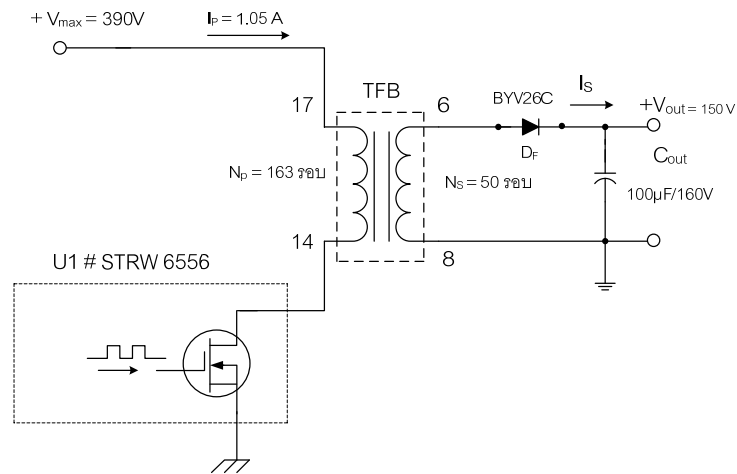 + Vmax = 390V
IP = 1.05 A
TFB
17
6
BYV26C
IS
+Vout = 150 V
DF
Cout
Np = 163 รอบ
NS = 50 รอบ
100µF/160V
14
8
U1 # STRW 6556